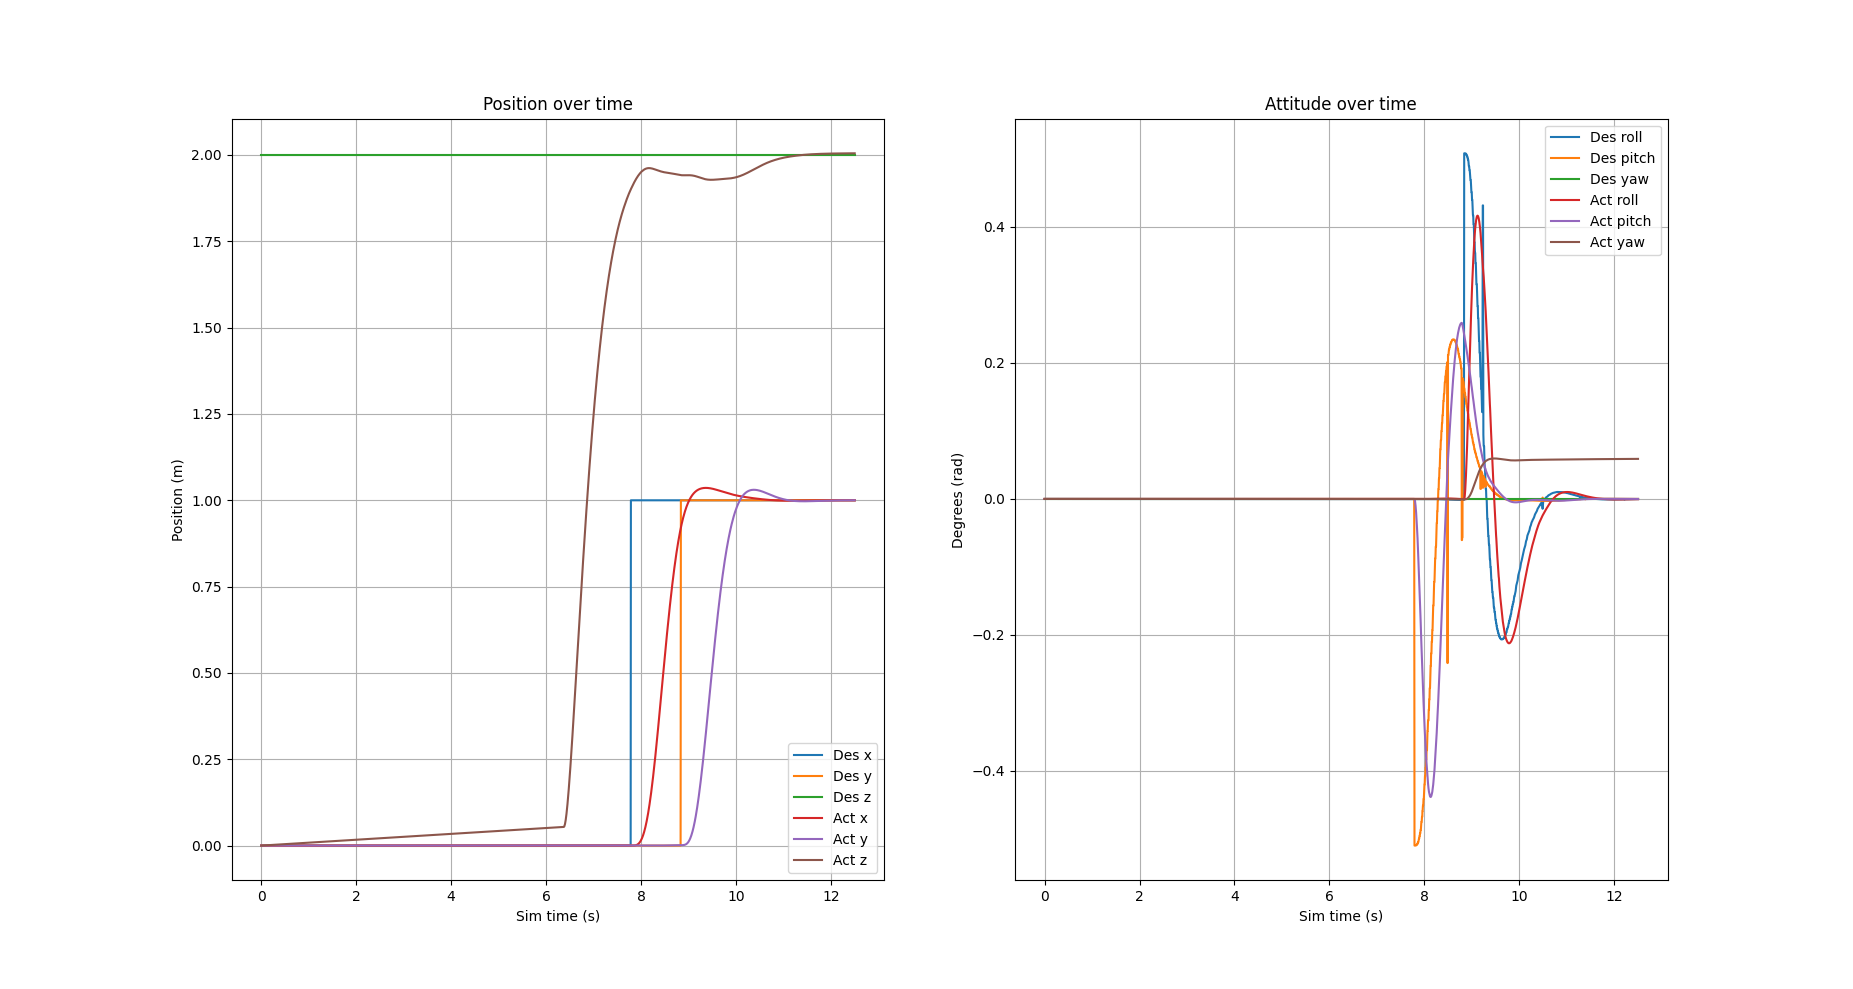 Position over time
Position (m)
2.00
1.75
1.50
1.25
1.00
0.75
0.50
0.25
0.00
0 2 4 6 8 10 12
Sim time (s)
Des x
Des y
Des z
Act x
Act y
Act z
Attitude over time
Degrees (rad)
0.4
0.2
0.0
−0.2
−0.4
0 2 4 6 8 10 12
Sim time (s)
Des roll
Des pitch
Des yaw
Act roll
Act pitch
Act yaw